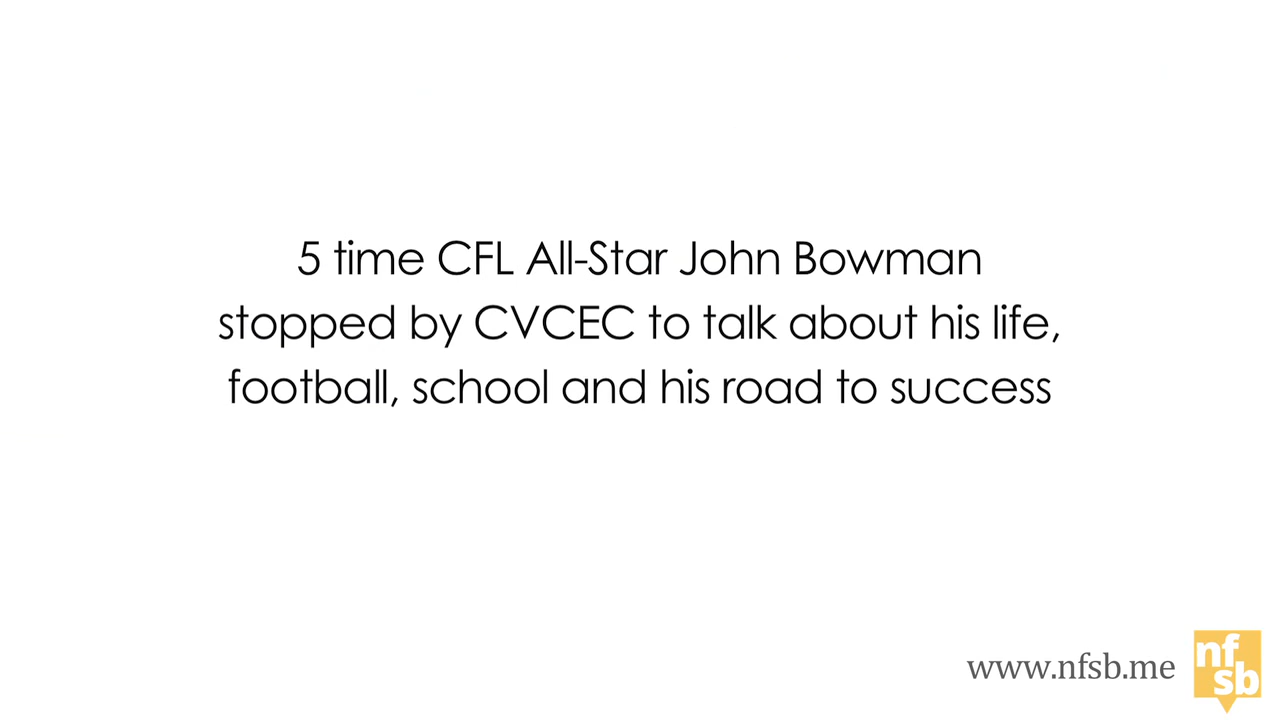 5 time CFL All-Star John Bowman
stopped by CVCEC to talk about his life,
football, school and his road to success
www.nfsb.me
nf
sb